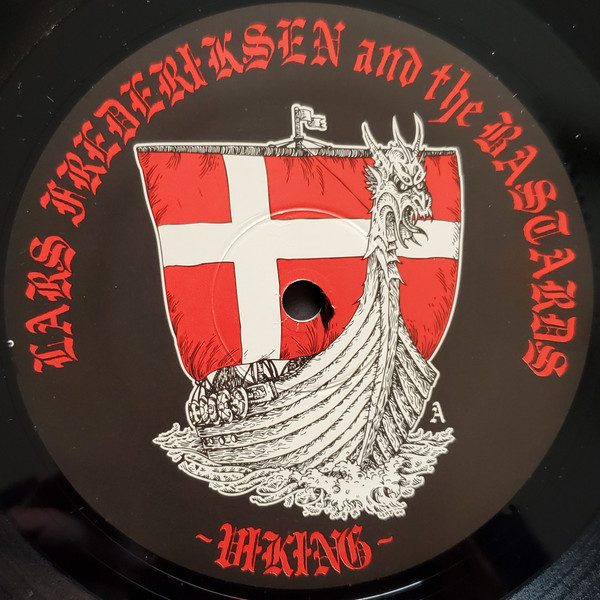 LARS FREDERIKSEN and the BASTARDS
A
~VIKING~